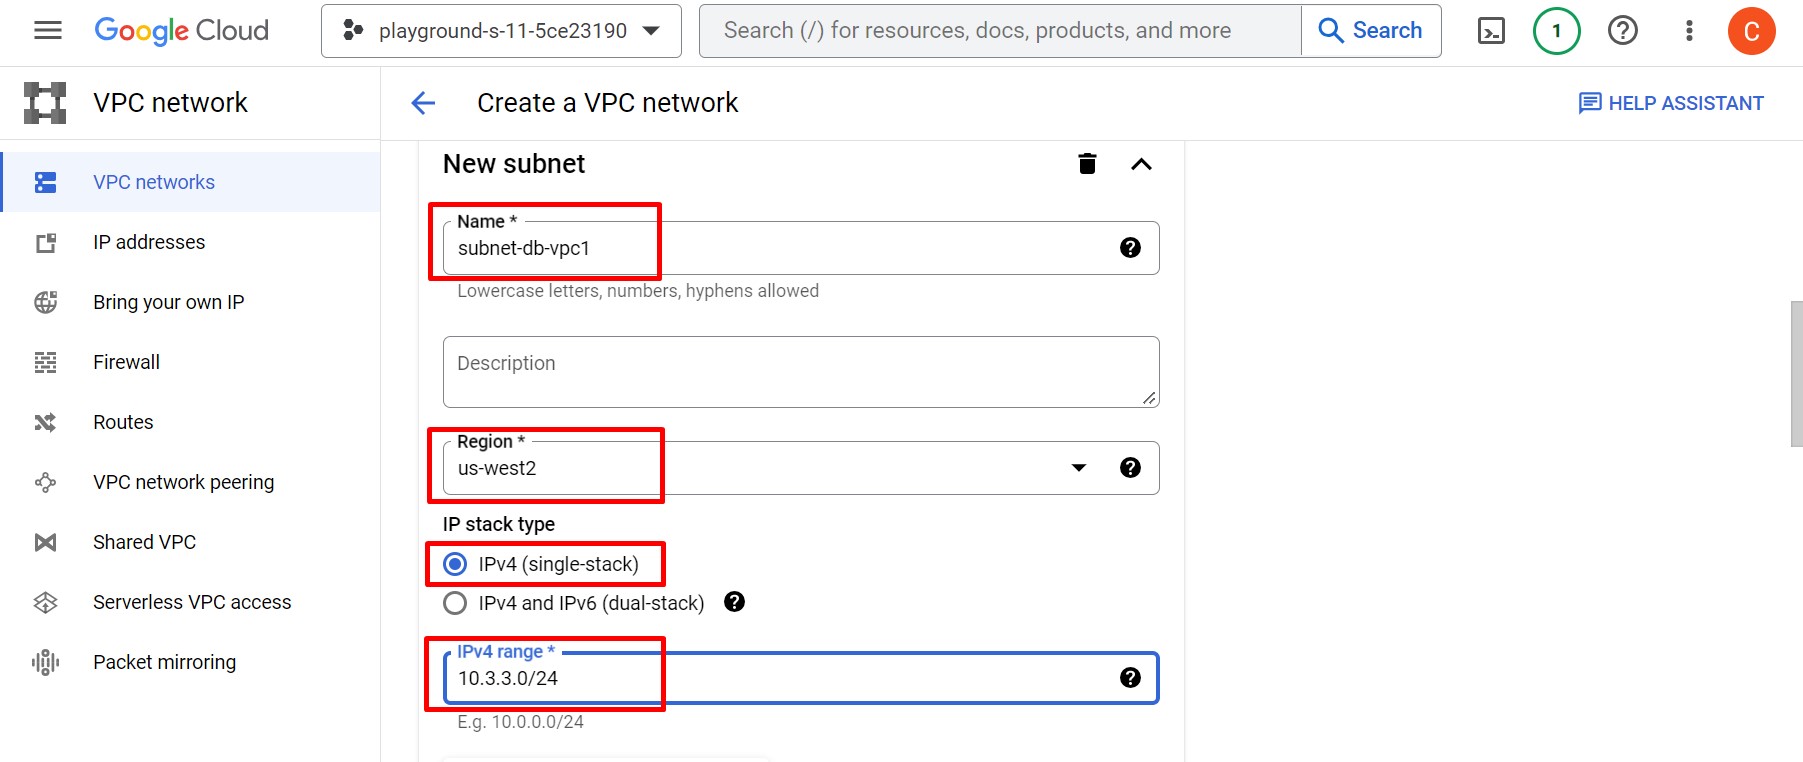 Google Cloud
playground-s-11-5ce23190
Search (/) for resources, docs, products, and more
Search
1
C
VPC network
Create a VPC network
HELP ASSISTANT
VPC networks
IP addresses
Bring your own IP
Firewall
Routes
VPC network peering
Shared VPC
Serverless VPC access
Packet mirroring
New subnet
Name *
subnet-db-vpc1
Lowercase letters, numbers, hyphens allowed
Description
Region *
us-west2
IP stack type
IPv4 (single-stack)
IPv4 and IPv6 (dual-stack)
IPv4 range *
10.3.3.0/24
E.g. 10.0.0.0/24